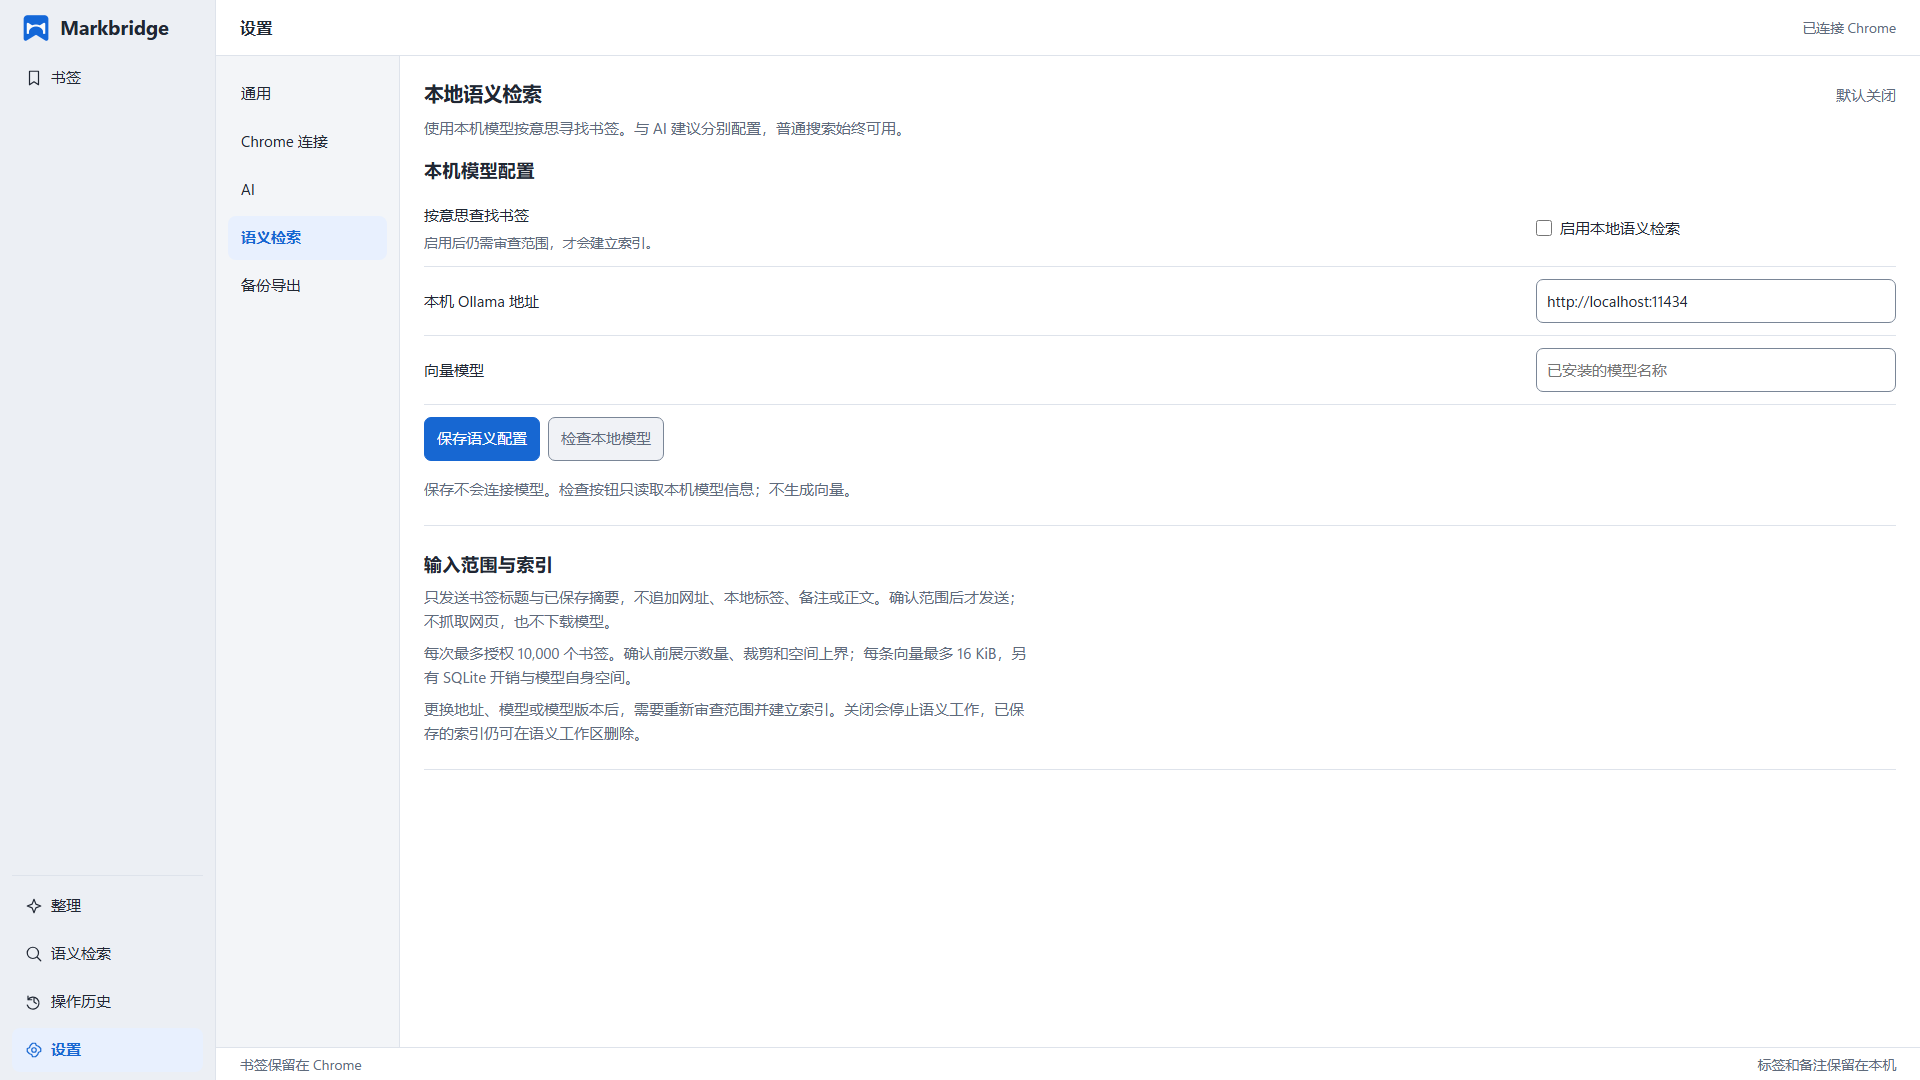 Markbridge
书签
整理
语义检索
操作历史
设置
设置
已连接 Chrome
通用
Chrome 连接
AI
语义检索
备份导出
本地语义检索
默认关闭
使用本机模型按意思寻找书签。与 AI 建议分别配置，普通搜索始终可用。
本机模型配置
按意思查找书签
启用后仍需审查范围，才会建立索引。
启用本地语义检索
本机 Ollama 地址
http://localhost:11434
向量模型
已安装的模型名称
保存语义配置
检查本地模型
保存不会连接模型。检查按钮只读取本机模型信息；不生成向量。
输入范围与索引
只发送书签标题与已保存摘要，不追加网址、本地标签、备注或正文。确认范围后才发送；
不抓取网页，也不下载模型。
每次最多授权 10,000 个书签。确认前展示数量、裁剪和空间上界；每条向量最多 16 KiB，另
有 SQLite 开销与模型自身空间。
更换地址、模型或模型版本后，需要重新审查范围并建立索引。关闭会停止语义工作，已保
存的索引仍可在语义工作区删除。
书签保留在 Chrome
标签和备注保留在本机